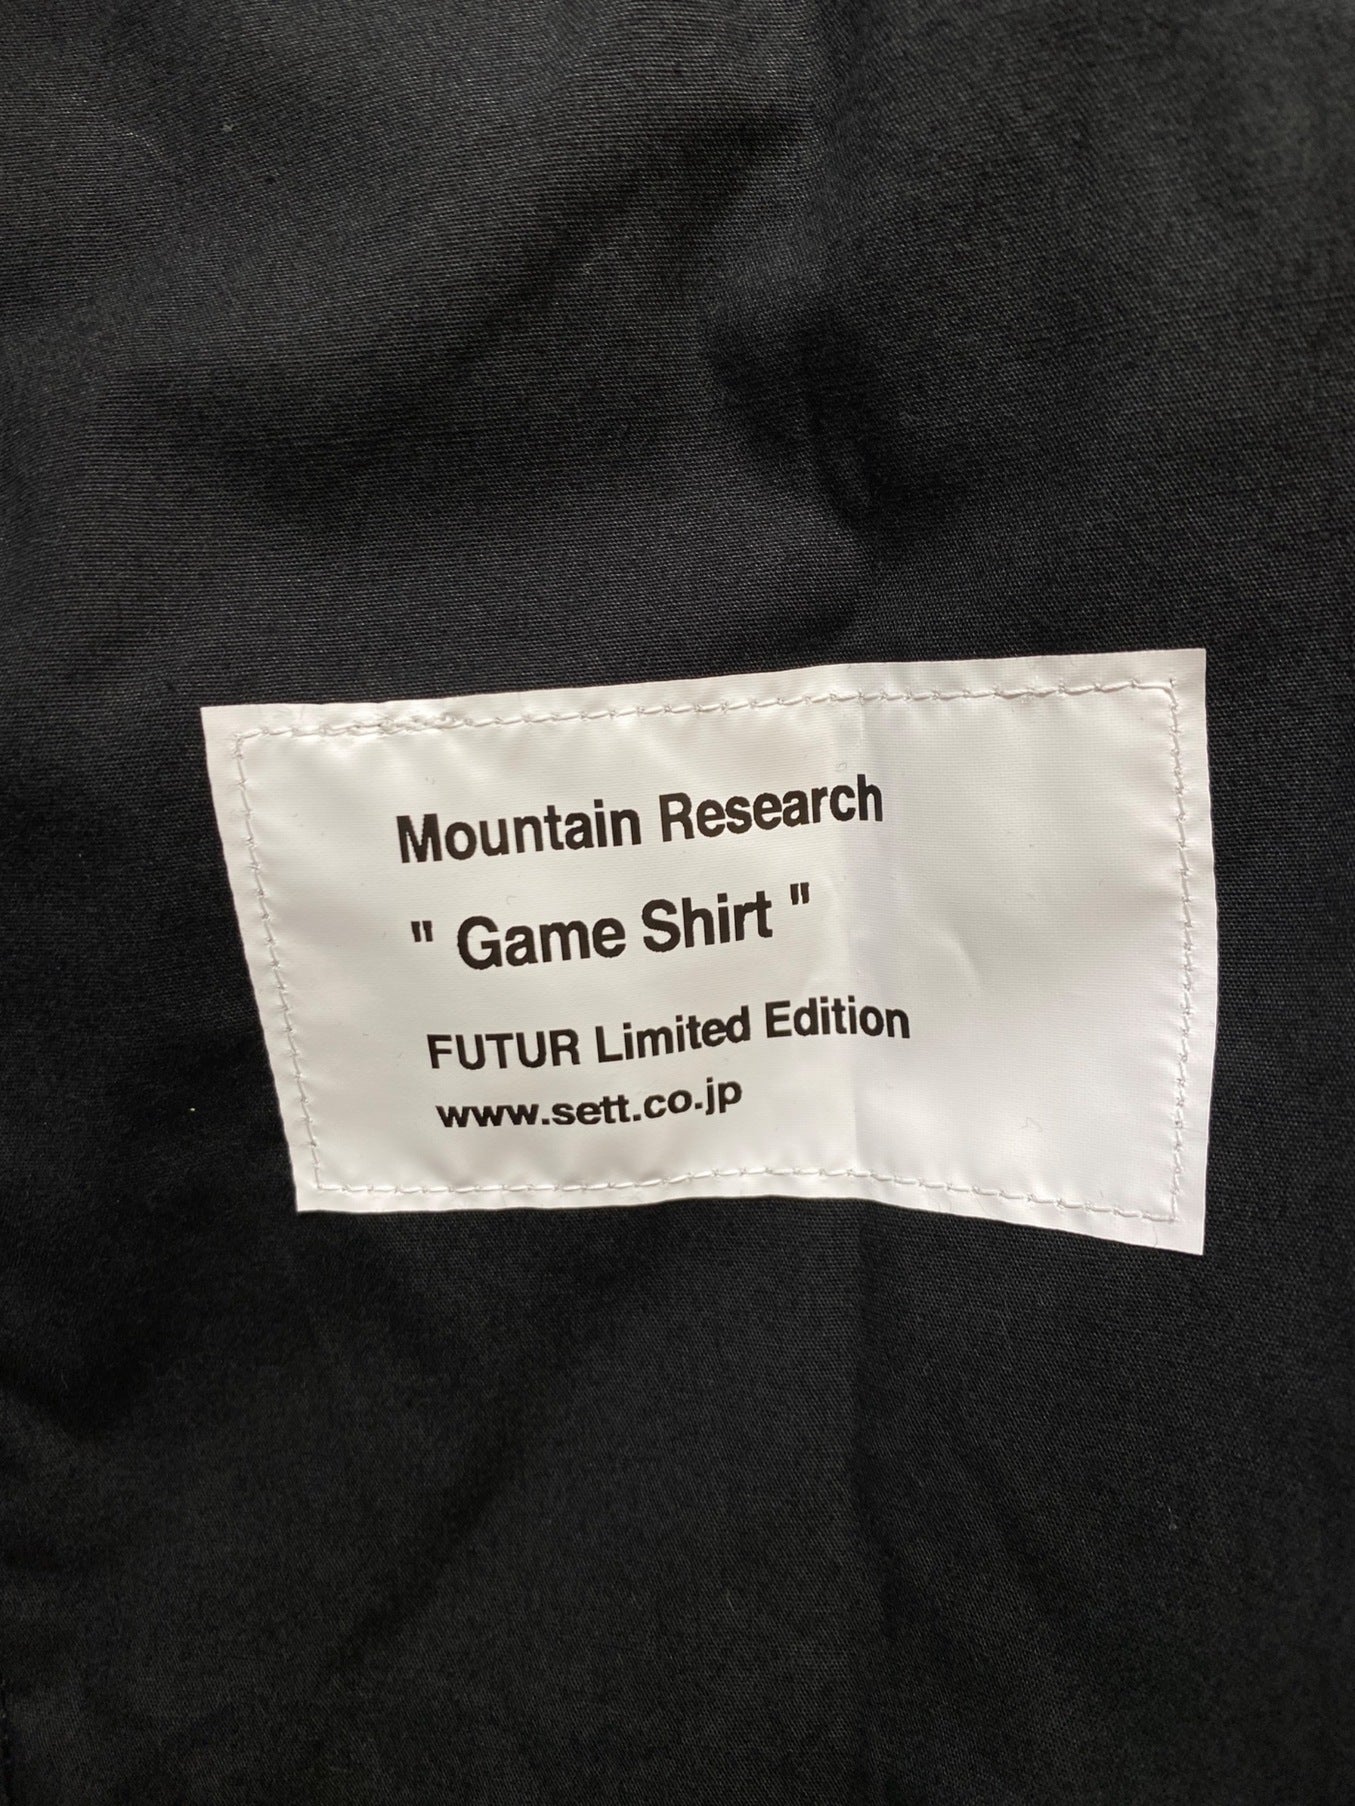 Mountain Research
" Game Shirt "
FUTUR Limited Edition
www.sett.co.jp